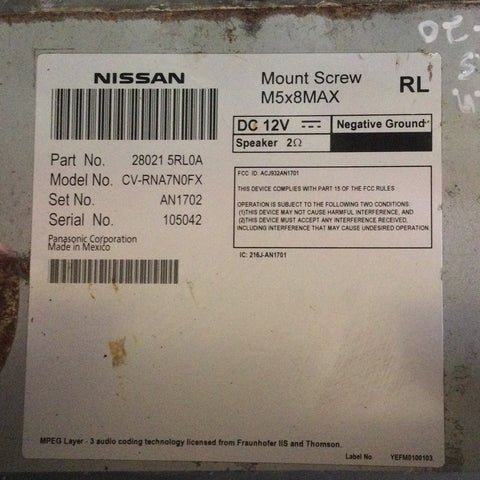 NISSAN
Mount Screw
M5x8MAX
RL
DC 12V
Negative Ground
Speaker 2Ω
Part No. 28021 5RL0A
Model No. CV-RNA7N0FX
Set No. AN1702
Serial No. 105042
Panasonic Corporation
Made in Mexico
FCC ID: ACJ932AN1701
THIS DEVICE COMPLIES WITH PART 15 OF THE FCC RULES
OPERATION IS SUBJECT TO THE FOLLOWING TWO CONDITIONS:
(1)THIS DEVICE MAY NOT CAUSE HARMFUL INTERFERENCE, AND
(2)THIS DEVICE MUST ACCEPT ANY INTERFERENCE RECEIVED,
INCLUDING INTERFERENCE THAT MAY CAUSE UNDESIRED OPERATION.
IC: 216J-AN1701
MPEG Layer - 3 audio coding technology licensed from Fraunhofer IIS and Thomson.
Label No. YEFM0100103